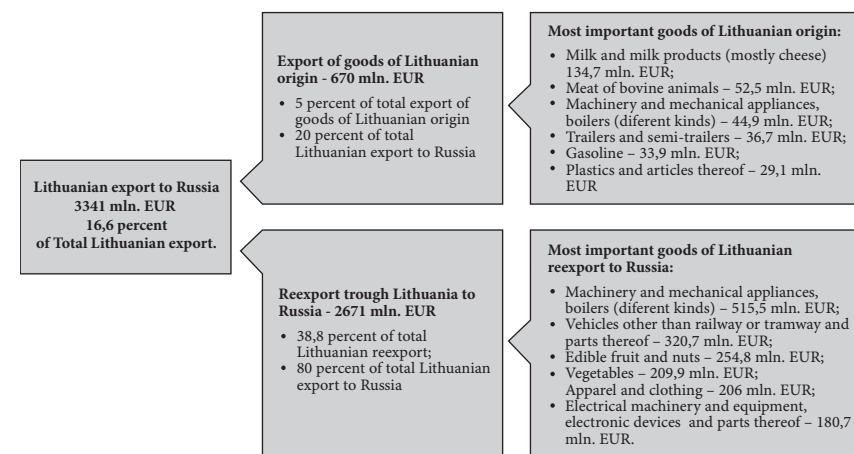 Lithuanian export to Russia
3341 mln. EUR
16,6 percent
of Total Lithuanian export.
Export of goods of Lithuanian
origin - 670 mln. EUR
• 5 percent of total export of
goods of Lithuanian origin
• 20 percent of total
Lithuanian export to Russia
Most important goods of Lithuanian origin:
• Milk and milk products (mostly cheese)
134,7 mln. EUR;
• Meat of bovine animals – 52,5 mln. EUR;
• Machinery and mechanical appliances,
boilers (diferent kinds) – 44,9 mln. EUR;
• Trailers and semi-trailers – 36,7 mln. EUR;
• Gasoline – 33,9 mln. EUR;
• Plastics and articles thereof – 29,1 mln.
EUR
Reexport trough Lithuania to
Russia - 2671 mln. EUR
• 38,8 percent of total
Lithuanian reexport;
• 80 percent of total Lithuanian
export to Russia
Most important goods of Lithuanian
reexport to Russia:
• Machinery and mechanical appliances,
boilers (diferent kinds) – 515,5 mln. EUR;
• Vehicles other than railway or tramway and
parts thereof – 320,7 mln. EUR;
• Edible fruit and nuts – 254,8 mln. EUR;
• Vegetables – 209,9 mln. EUR;
Apparel and clothing – 206 mln. EUR;
• Electrical machinery and equipment,
electronic devices and parts thereof – 180,7
mln. EUR.